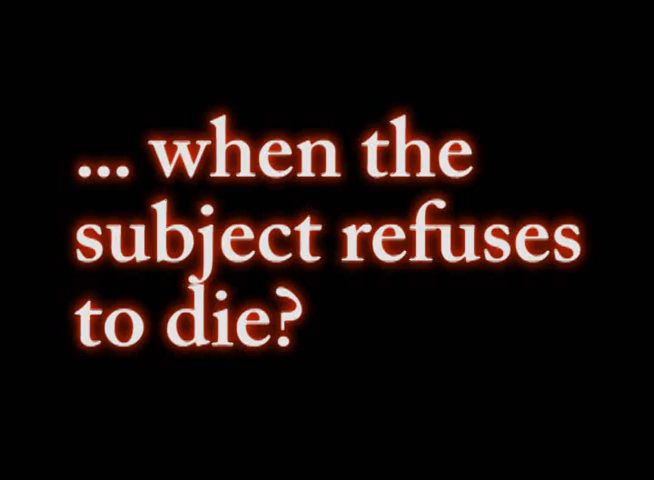 ... when the
subject refuses
to die?